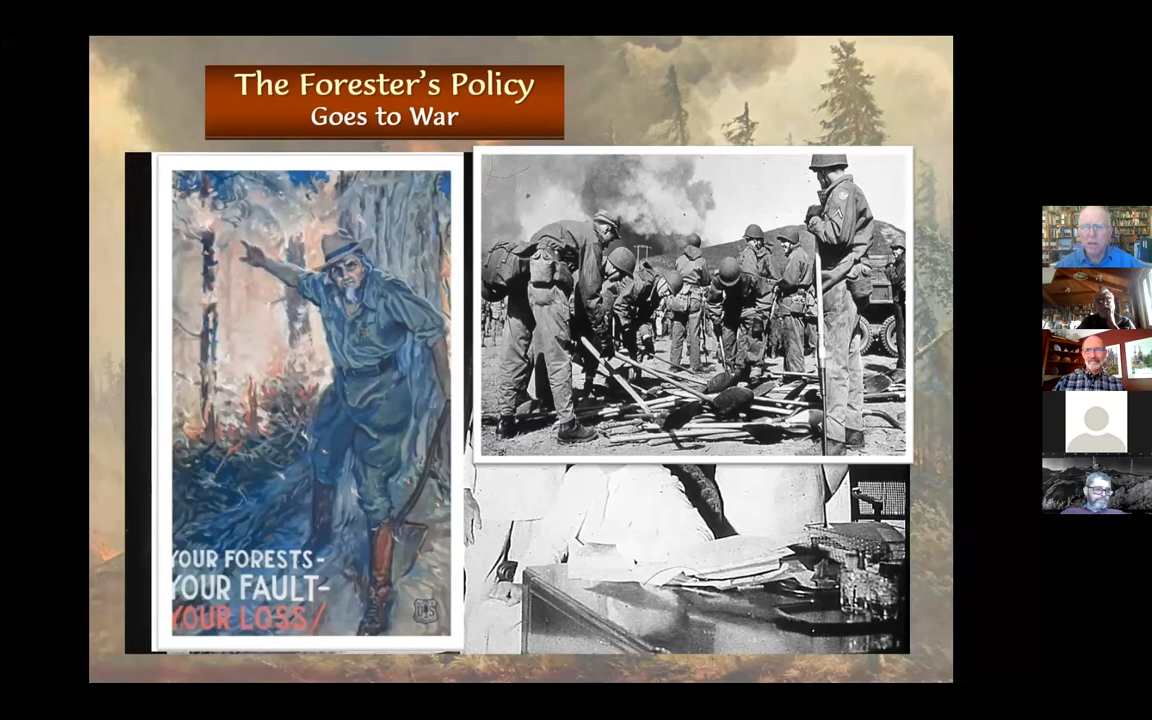 The Forester's Policy
Goes to War
YOUR FORESTS-
YOUR FAULT-
YOUR LOSS!
U S